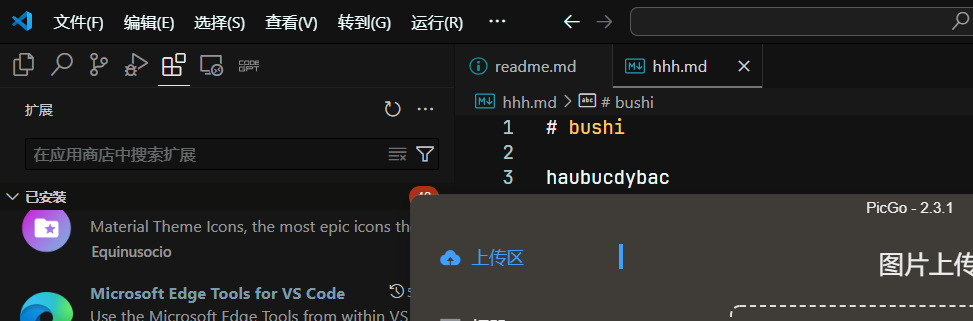 文件(F) 编辑(E) 选择(S) 查看(V) 转到(G) 运行(R) ···
CODE GPT
readme.md hhh.md
扩展
hhh.md > # bushi
在应用商店中搜索扩展
1 # bushi
2
3 haubucdybac
已安装
PicGo - 2.3.1
Material Theme Icons, the most epic icons the
Equinusocio
上传区
图片上传
Microsoft Edge Tools for VS Code
Use the Microsoft Edge Tools from within VS